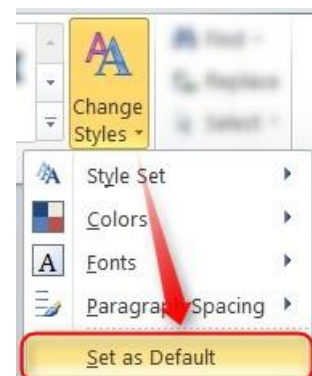 Change
Styles
Style Set
Colors
A Fonts
Paragraph Spacing
Set as Default